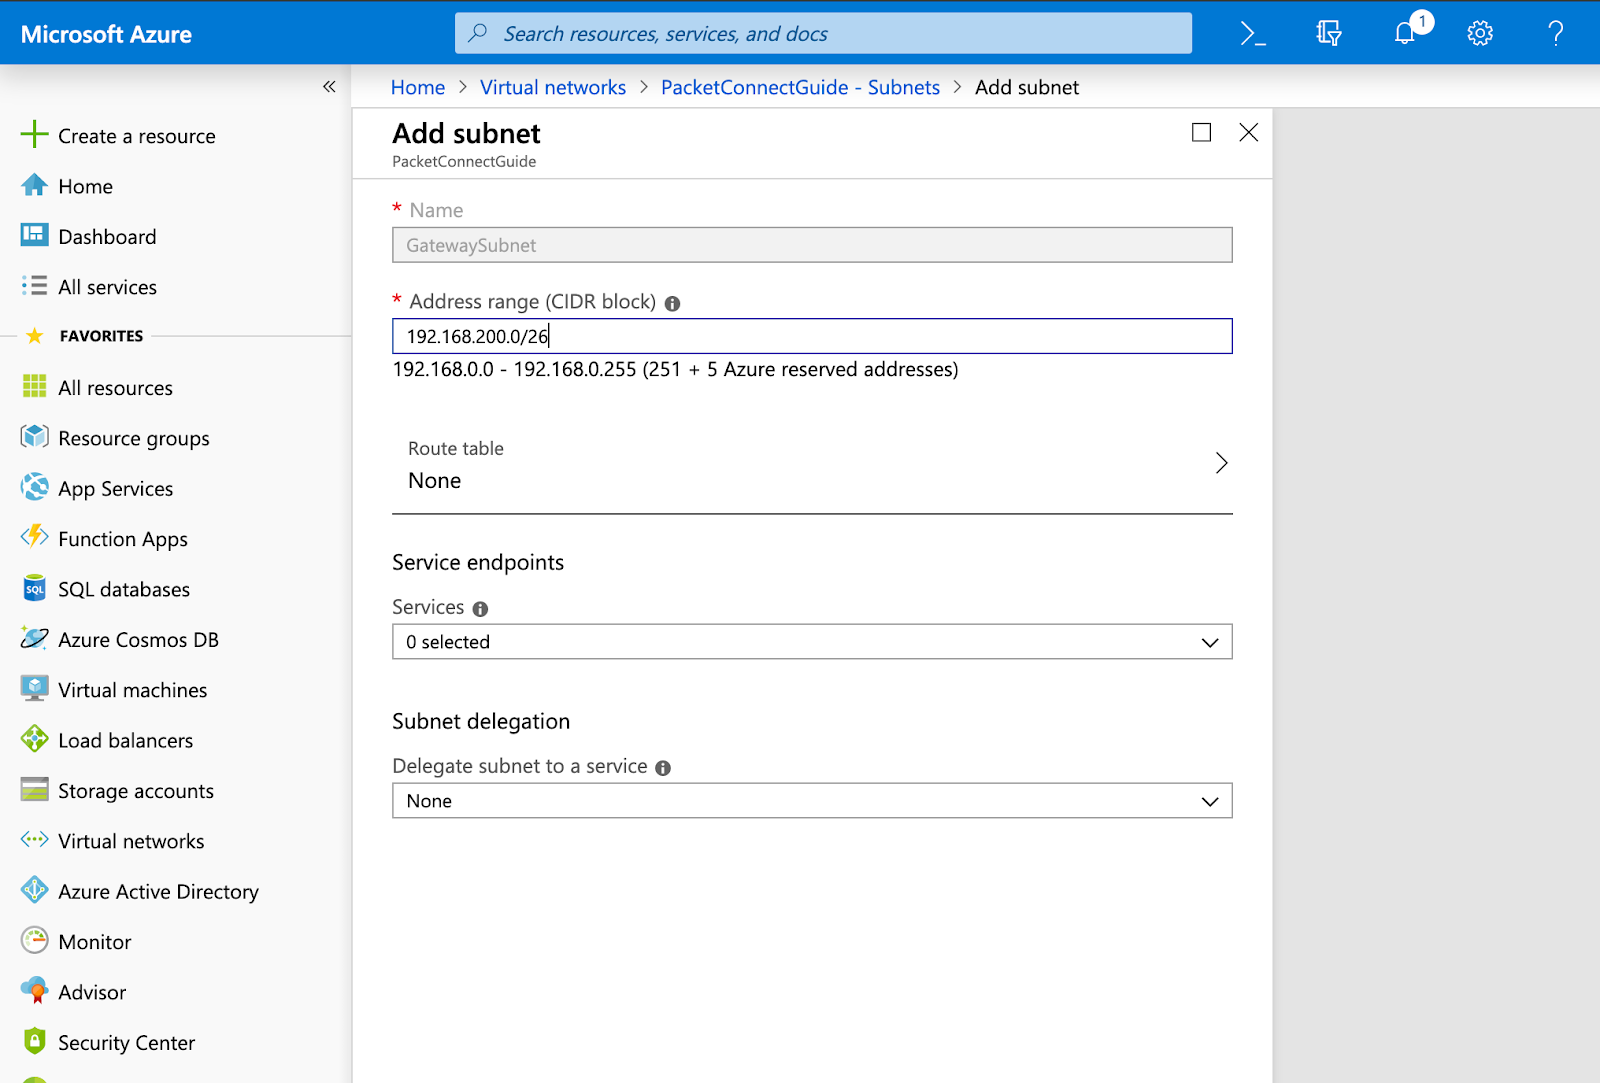 Microsoft Azure
Search resources, services, and docs
>_
1
?
«
Home > Virtual networks > PacketConnectGuide - Subnets > Add subnet
Create a resource
Home
Dashboard
All services
FAVORITES
All resources
Resource groups
App Services
Function Apps
SQL
SQL databases
Azure Cosmos DB
Virtual machines
Load balancers
Storage accounts
Virtual networks
Azure Active Directory
Monitor
Advisor
Security Center
Add subnet
PacketConnectGuide
* Name
GatewaySubnet
* Address range (CIDR block)
192.168.200.0/26
192.168.0.0 - 192.168.0.255 (251 + 5 Azure reserved addresses)
Route table
None
Service endpoints
Services
0 selected
Subnet delegation
Delegate subnet to a service
None